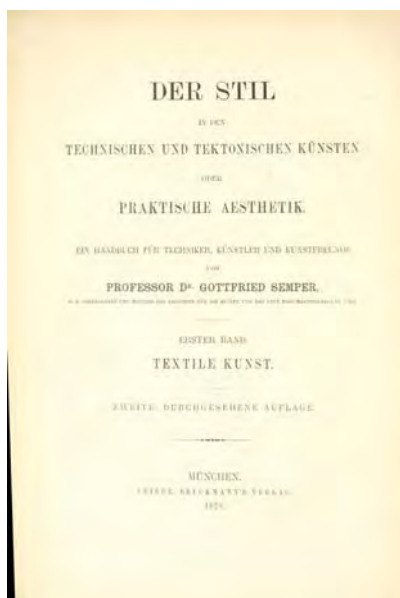 DER STIL
IN DEN
TECHNISCHEN UND TEKTONISCHEN KÜNSTEN
ODER
PRAKTISCHE AESTHETIK.
EIN HANDBUCH FÜR TECHNIKER, KÜNSTLER UND KUNSTFREUNDE
VON
PROFESSOR DR. GOTTFRIED SEMPER,
ERSTER BAND
TEXTILE KUNST.
ZWEITE, DURCHGESEHENE AUFLAGE.
MÜNCHEN.
FRIEDR. BRUCKMANN'S VERLAG.
1878.